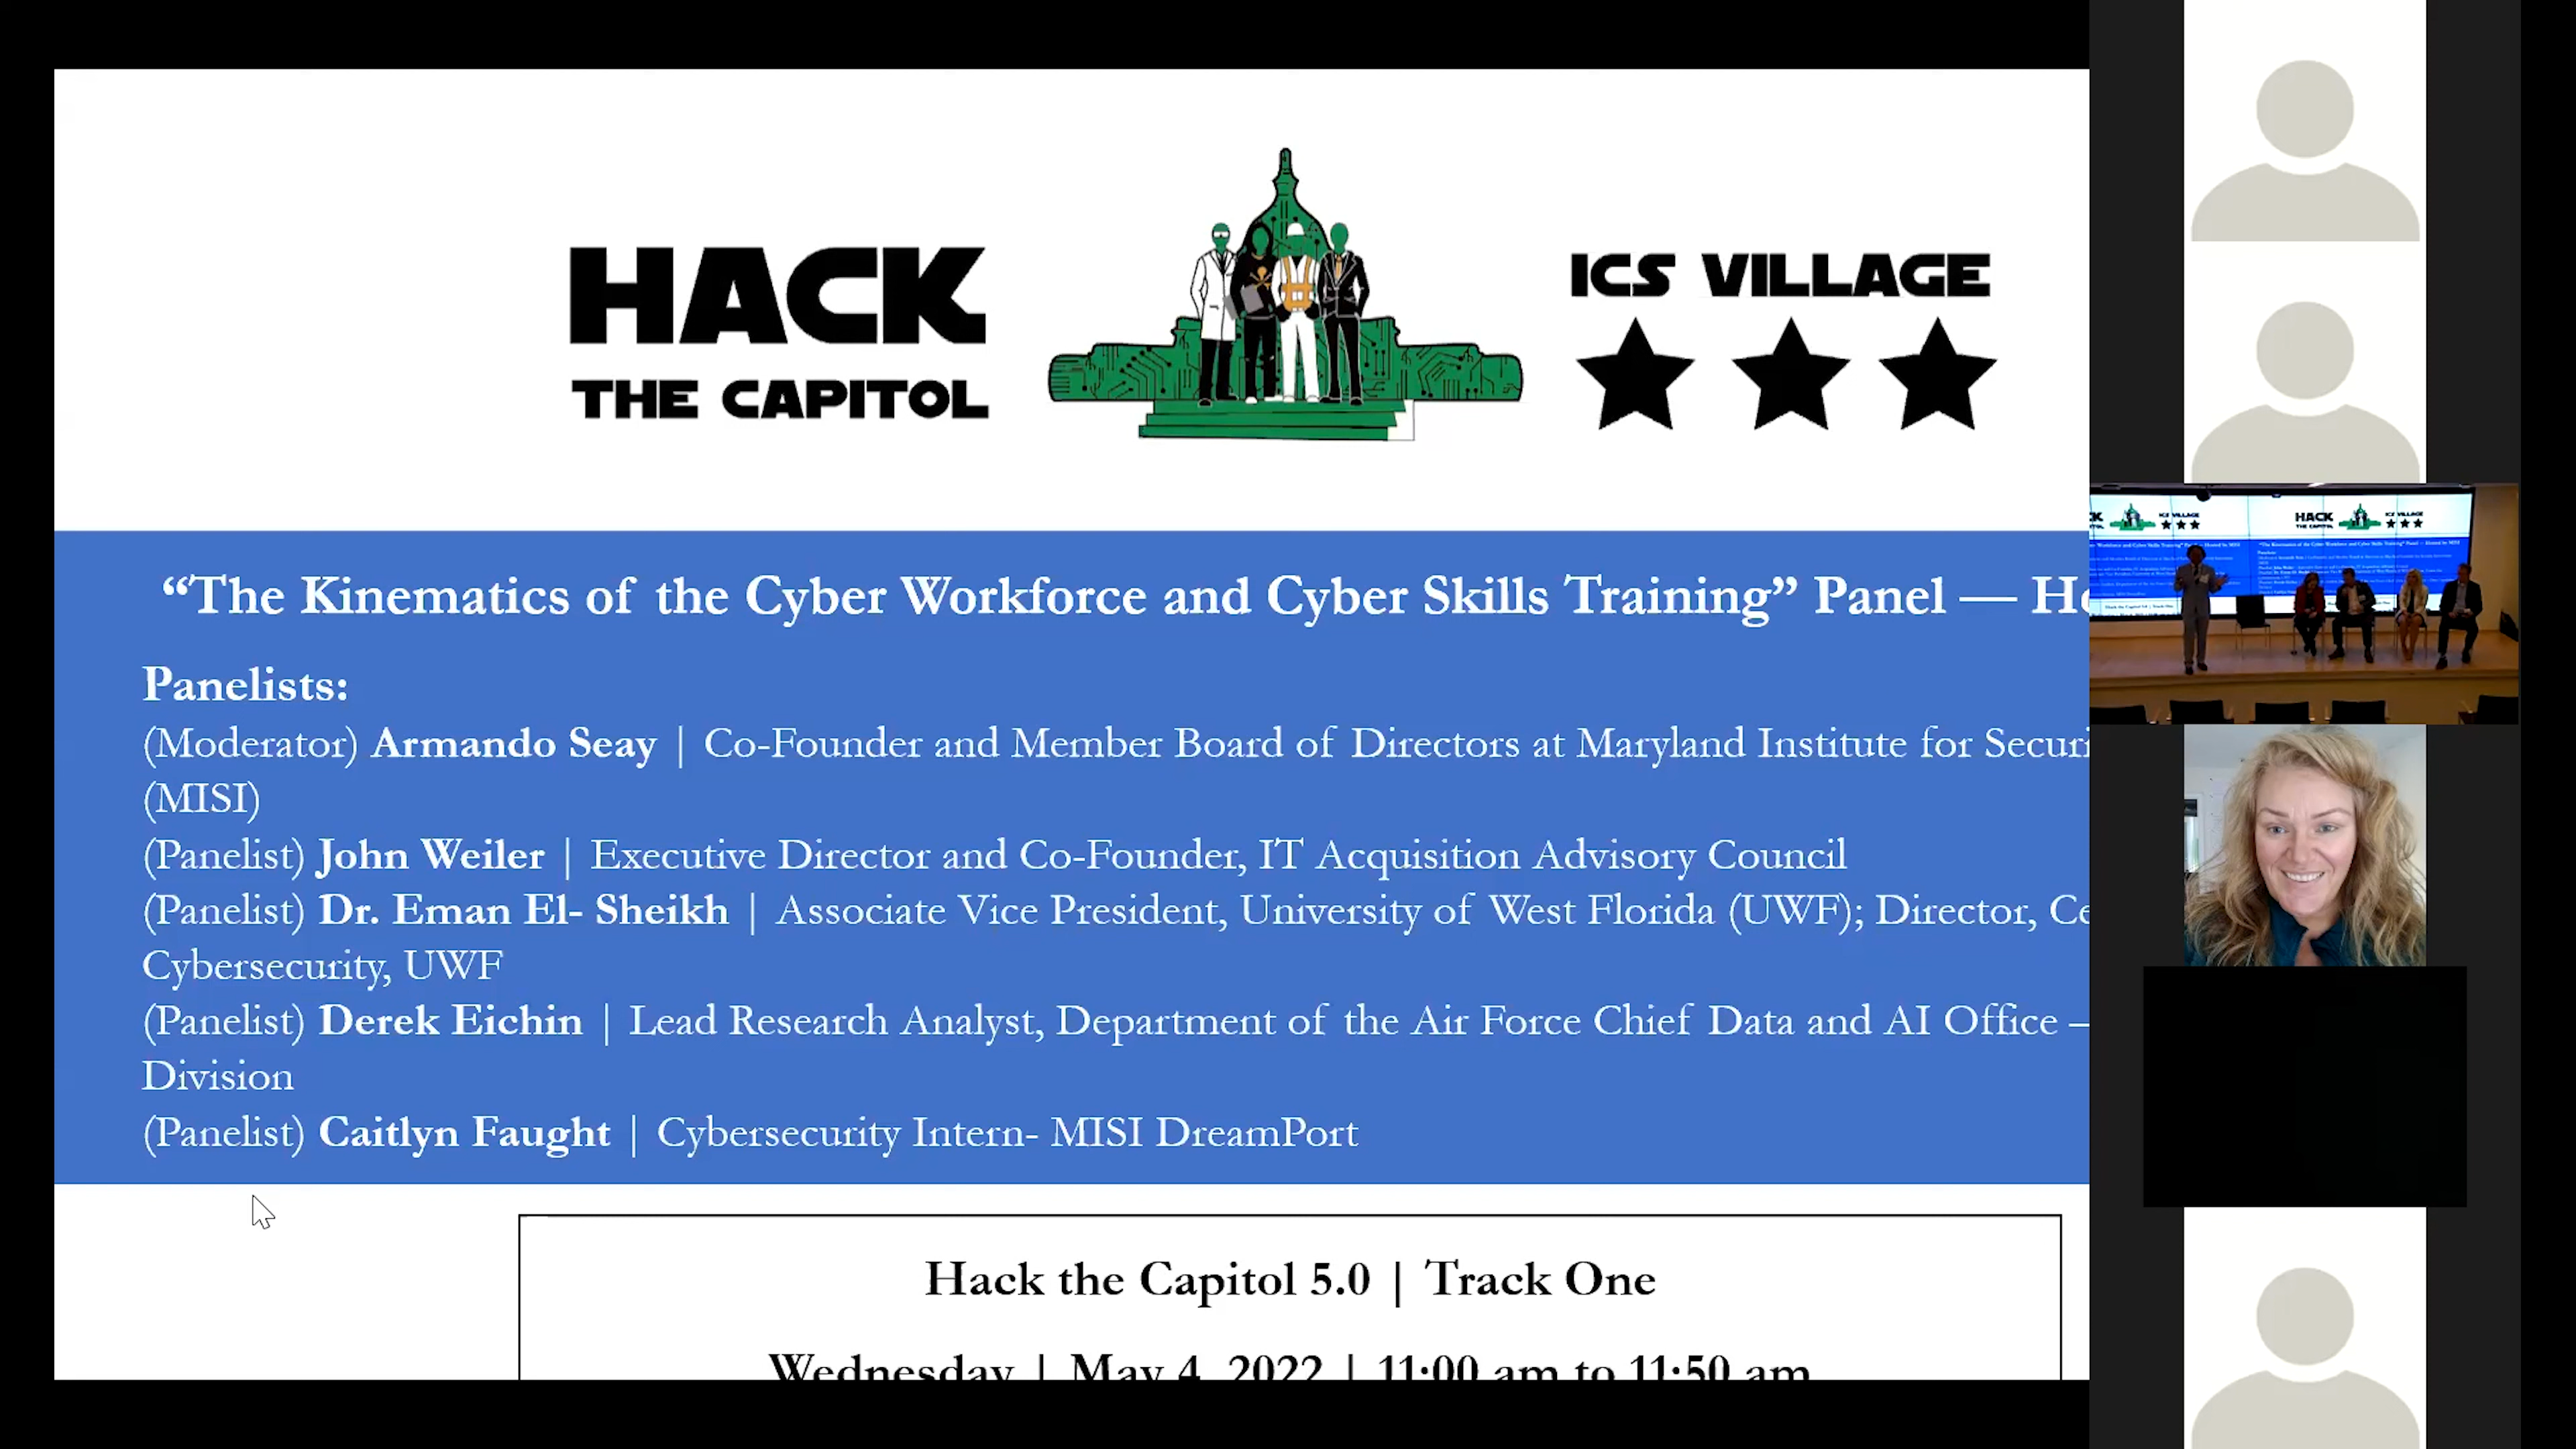 HACK
THE CAPITOL
ICS VILLAGE
“The Kinematics of the Cyber Workforce and Cyber Skills Training” Panel —
Panelists:
(Moderator) Armando Seay | Co-Founder and Member Board of Directors at Maryland Institute for
(MISI)
(Panelist) John Weiler | Executive Director and Co-Founder, IT Acquisition Advisory Council
(Panelist) Dr. Eman El- Sheikh | Associate Vice President, University of West Florida (UWF); Director,
Cybersecurity, UWF
(Panelist) Derek Eichin | Lead Research Analyst, Department of the Air Force Chief Data and AI Office –
Division
(Panelist) Caitlyn Faught | Cybersecurity Intern- MISI DreamPort
Hack the Capitol 5.0 | Track One
Wednesday | May 4, 2022 | 11:00 am to 11:50 am
HACK
THE CAPITOL
ICS VILLAGE